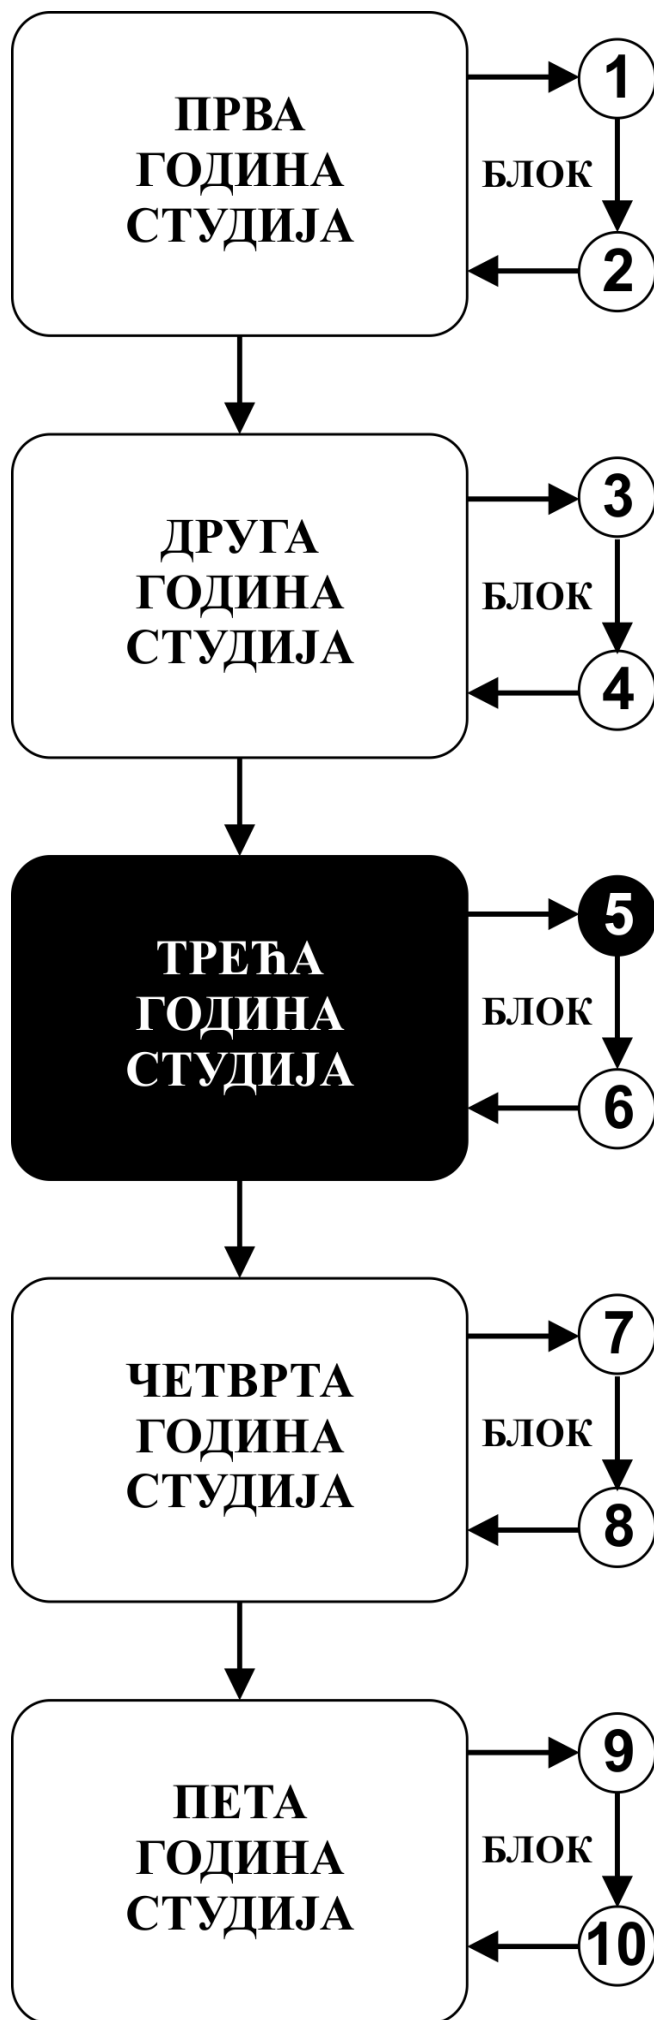 ПРВА
ГОДИНА
СТУДИЈА
1
БЛОК
2
ДРУГА
ГОДИНА
СТУДИЈА
3
БЛОК
4
ТРЕЋА
ГОДИНА
СТУДИЈА
5
БЛОК
6
ЧЕТВРТА
ГОДИНА
СТУДИЈА
7
БЛОК
8
ПЕТА
ГОДИНА
СТУДИЈА
9
БЛОК
10